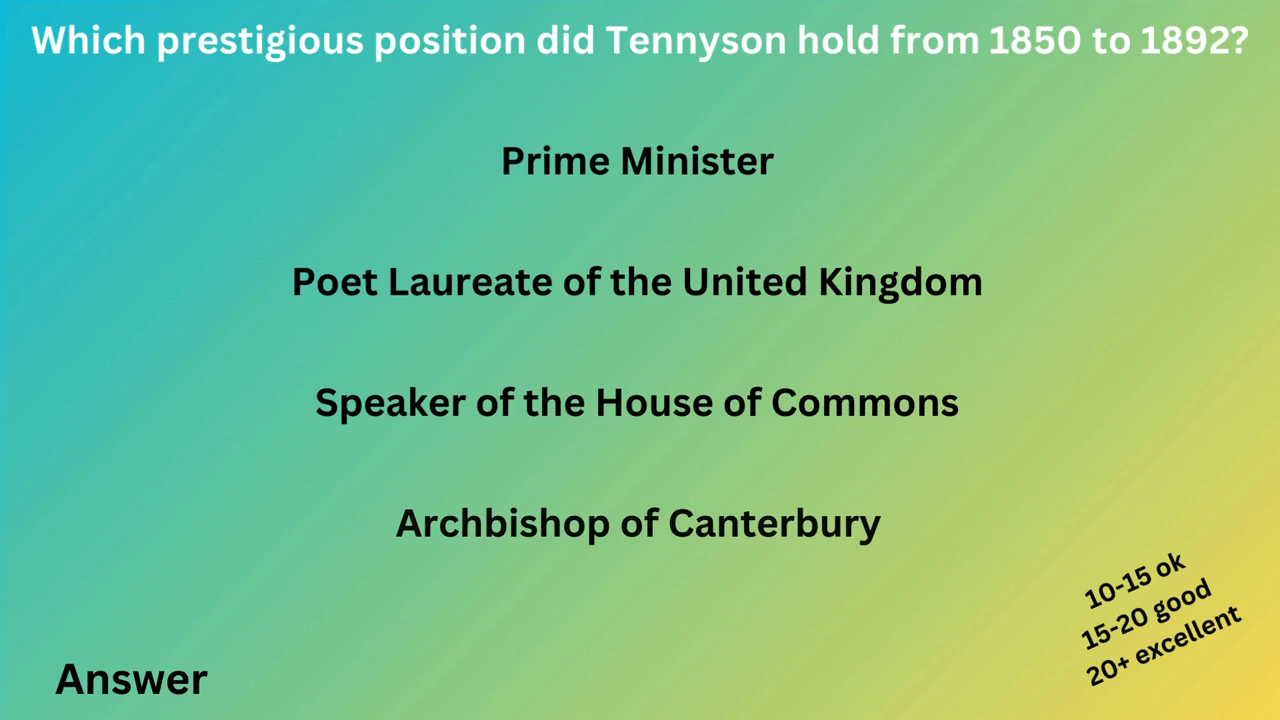 Which prestigious position did Tennyson hold from 1850 to 1892?
Prime Minister
Poet Laureate of the United Kingdom
Speaker of the House of Commons
Archbishop of Canterbury
10-15 ok
15-20 good
20+ excellent
Answer